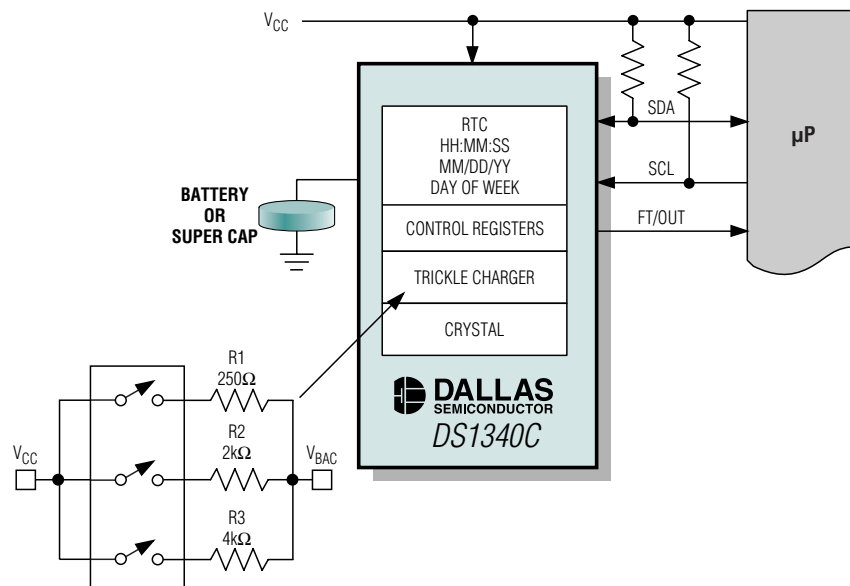 VCC
RTC
HH:MM:SS
MM/DD/YY
DAY OF WEEK
CONTROL REGISTERS
TRICKLE CHARGER
CRYSTAL
DALLAS
SEMICONDUCTOR
DS1340C
SDA
SCL
FT/OUT
µP
BATTERY
OR
SUPER CAP
R1
250Ω
R2
2kΩ
R3
4kΩ
VCC
VBAC